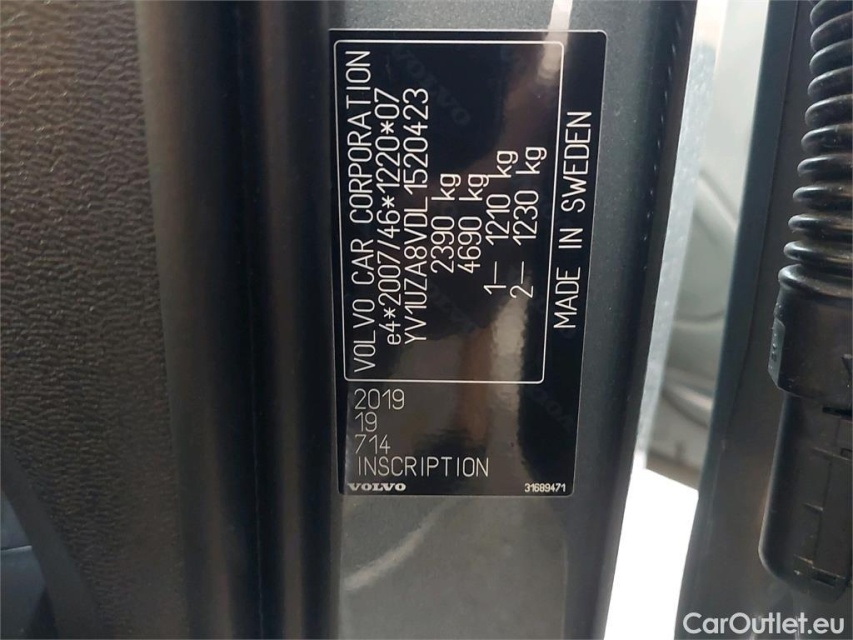 VOLVO CAR CORPORATION
e4*2007/46*1220*07
YV1UZA8VDL1520423
2390 kg
4690 kg
1— 1210 kg
2— 1230 kg
MADE IN SWEDEN
2019
19
714
INSCRIPTION
VOLVO
31689471
CarOutlet.eu